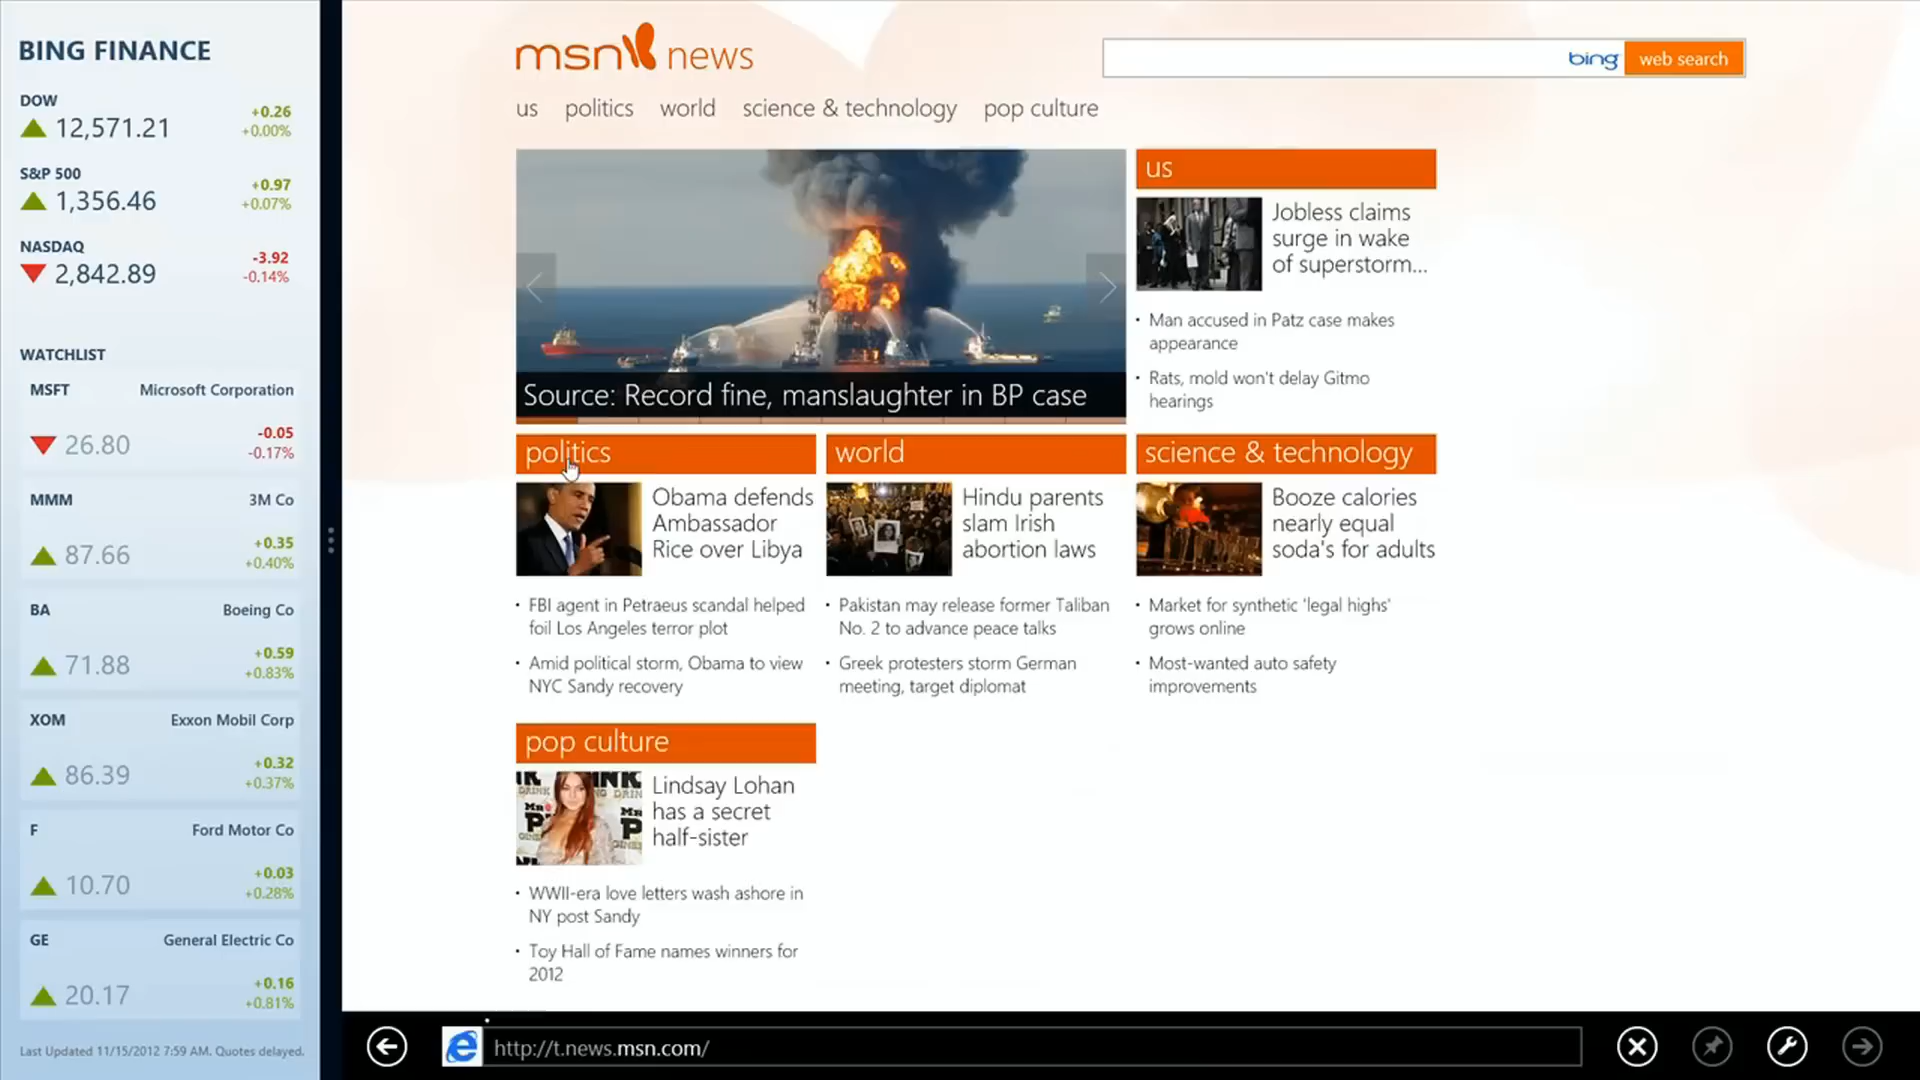 BING FINANCE
DOW
12,571.21
+0.26
+0.00%
S&P 500
1,356.46
+0.97
+0.07%
NASDAQ
2,842.89
-3.92
-0.14%
WATCHLIST
MSFT Microsoft Corporation
26.80
-0.05
-0.17%
MMM 3M Co
87.66
+0.35
+0.40%
BA Boeing Co
71.88
+0.59
+0.83%
XOM Exxon Mobil Corp
86.39
+0.32
+0.37%
F Ford Motor Co
10.70
+0.03
+0.28%
GE General Electric Co
20.17
+0.16
+0.81%
Last Updated 11/15/2012 7:59 AM. Quotes delayed.
msn news
bing web search
us politics world science & technology pop culture
Source: Record fine, manslaughter in BP case
us
Jobless claims
surge in wake
of superstorm...
• Man accused in Patz case makes
appearance
• Rats, mold won't delay Gitmo
hearings
politics
Obama defends
Ambassador
Rice over Libya
• FBI agent in Petraeus scandal helped
foil Los Angeles terror plot
• Amid political storm, Obama to view
NYC Sandy recovery
world
Hindu parents
slam Irish
abortion laws
• Pakistan may release former Taliban
No. 2 to advance peace talks
• Greek protesters storm German
meeting, target diplomat
science & technology
Booze calories
nearly equal
soda's for adults
• Market for synthetic 'legal highs'
grows online
• Most-wanted auto safety
improvements
pop culture
Lindsay Lohan
has a secret
half-sister
• WWII-era love letters wash ashore in
NY post Sandy
• Toy Hall of Fame names winners for
2012
http://t.news.msn.com/